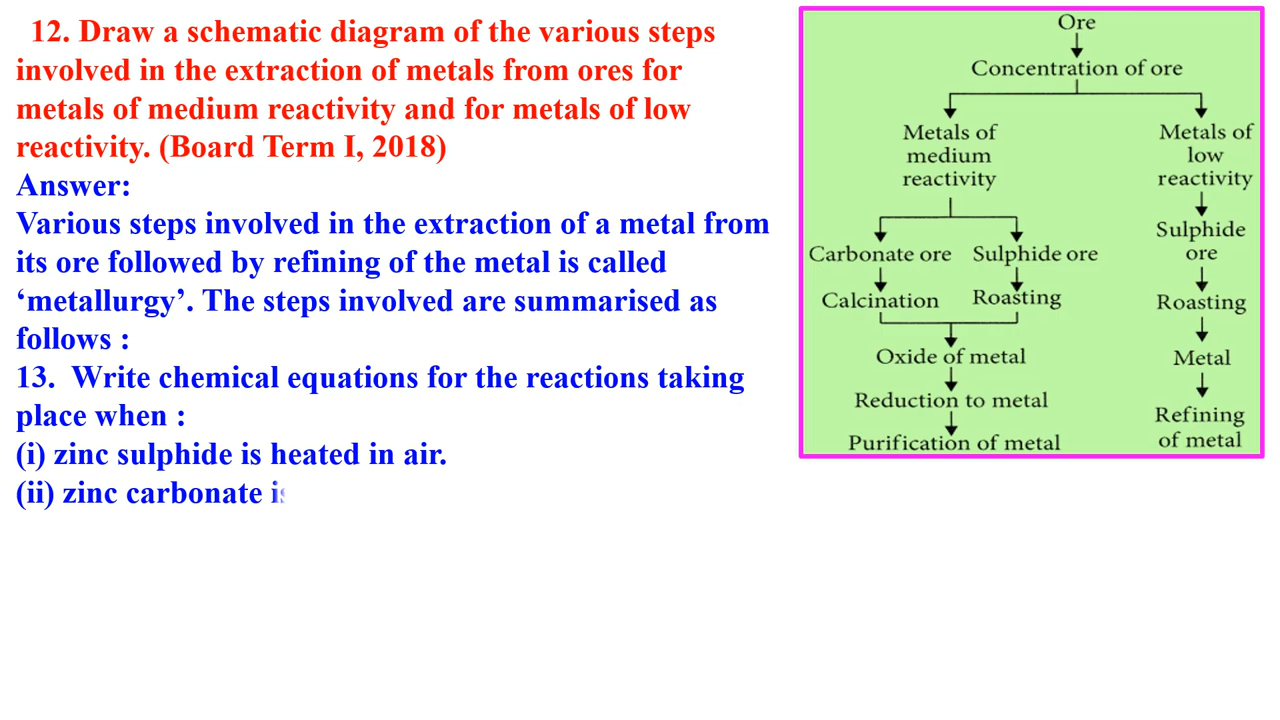 12. Draw a schematic diagram of the various steps
involved in the extraction of metals from ores for
metals of medium reactivity and for metals of low
reactivity. (Board Term I, 2018)
Answer:
Various steps involved in the extraction of a metal from
its ore followed by refining of the metal is called
‘metallurgy’. The steps involved are summarised as
follows :
13. Write chemical equations for the reactions taking
place when :
(i) zinc sulphide is heated in air.
(ii) zinc carbonate is
Ore
Concentration of ore
Metals of
medium
reactivity
Metals of
low
reactivity
Carbonate ore
Sulphide ore
Sulphide
ore
Calcination
Roasting
Roasting
Oxide of metal
Metal
Reduction to metal
Refining
of metal
Purification of metal